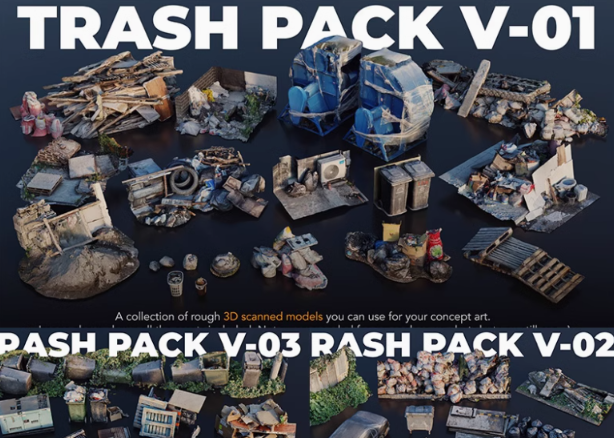 TRASH PACK V-01
A collection of rough 3D scanned models you can use for your concept art.
RASH PACK V-03
RASH PACK V-02